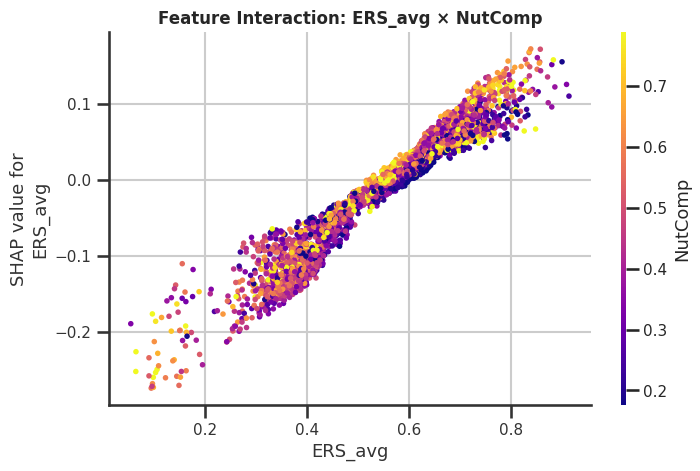 Feature Interaction: ERS_avg × NutComp
SHAP value for
ERS_avg
0.1
0.0
−0.1
−0.2
0.2
0.4
0.6
0.8
ERS_avg
0.7
0.6
0.5
0.4
0.3
0.2
NutComp